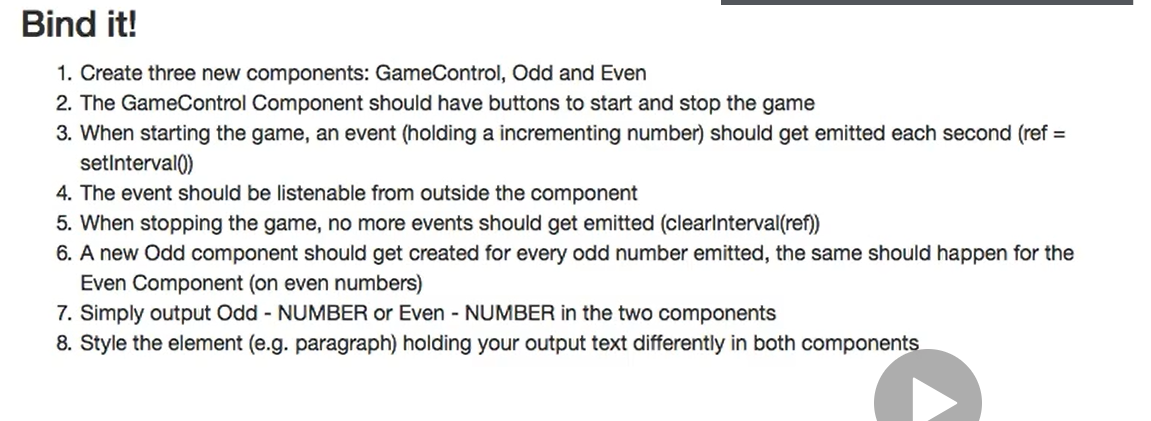 Bind it!
1. Create three new components: GameControl, Odd and Even
2. The GameControl Component should have buttons to start and stop the game
3. When starting the game, an event (holding a incrementing number) should get emitted each second (ref =
setInterval())
4. The event should be listenable from outside the component
5. When stopping the game, no more events should get emitted (clearInterval(ref))
6. A new Odd component should get created for every odd number emitted, the same should happen for the
Even Component (on even numbers)
7. Simply output Odd - NUMBER or Even - NUMBER in the two components
8. Style the element (e.g. paragraph) holding your output text differently in both components